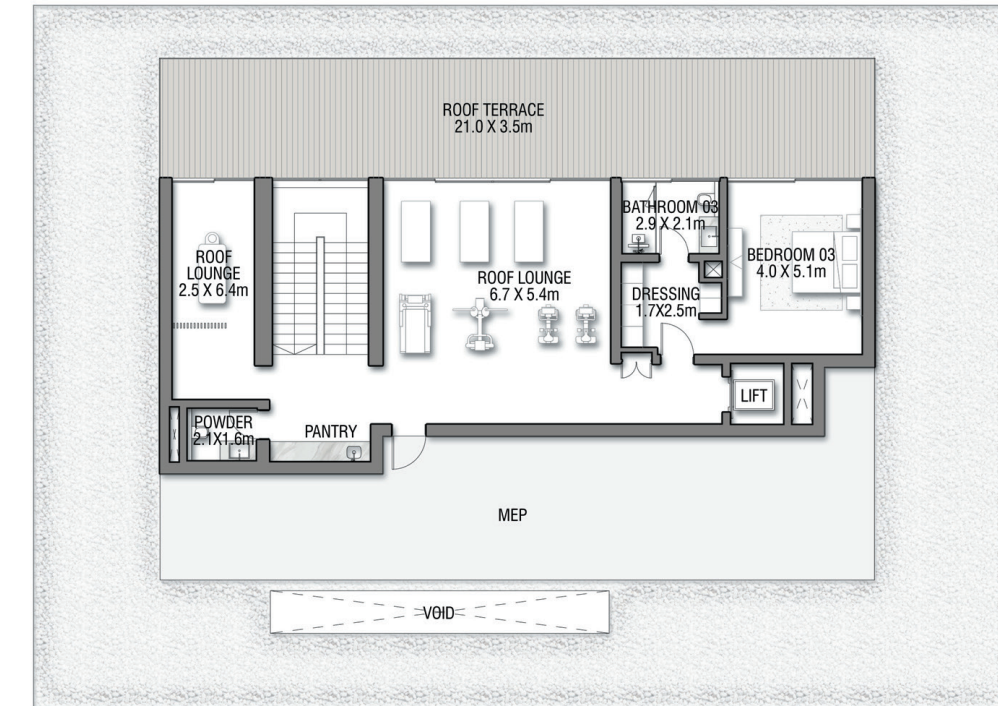 ROOF TERRACE
21.0 X 3.5m
BATHROOM 03
2.9 X 2.1m
ROOF
LOUNGE
2.5 X 6.4m
ROOF LOUNGE
6.7 X 5.4m
BEDROOM 03
4.0 X 5.1m
DRESSING
1.7X2.5m
LIFT
POWDER
2.1X1.6m
PANTRY
MEP
VOID